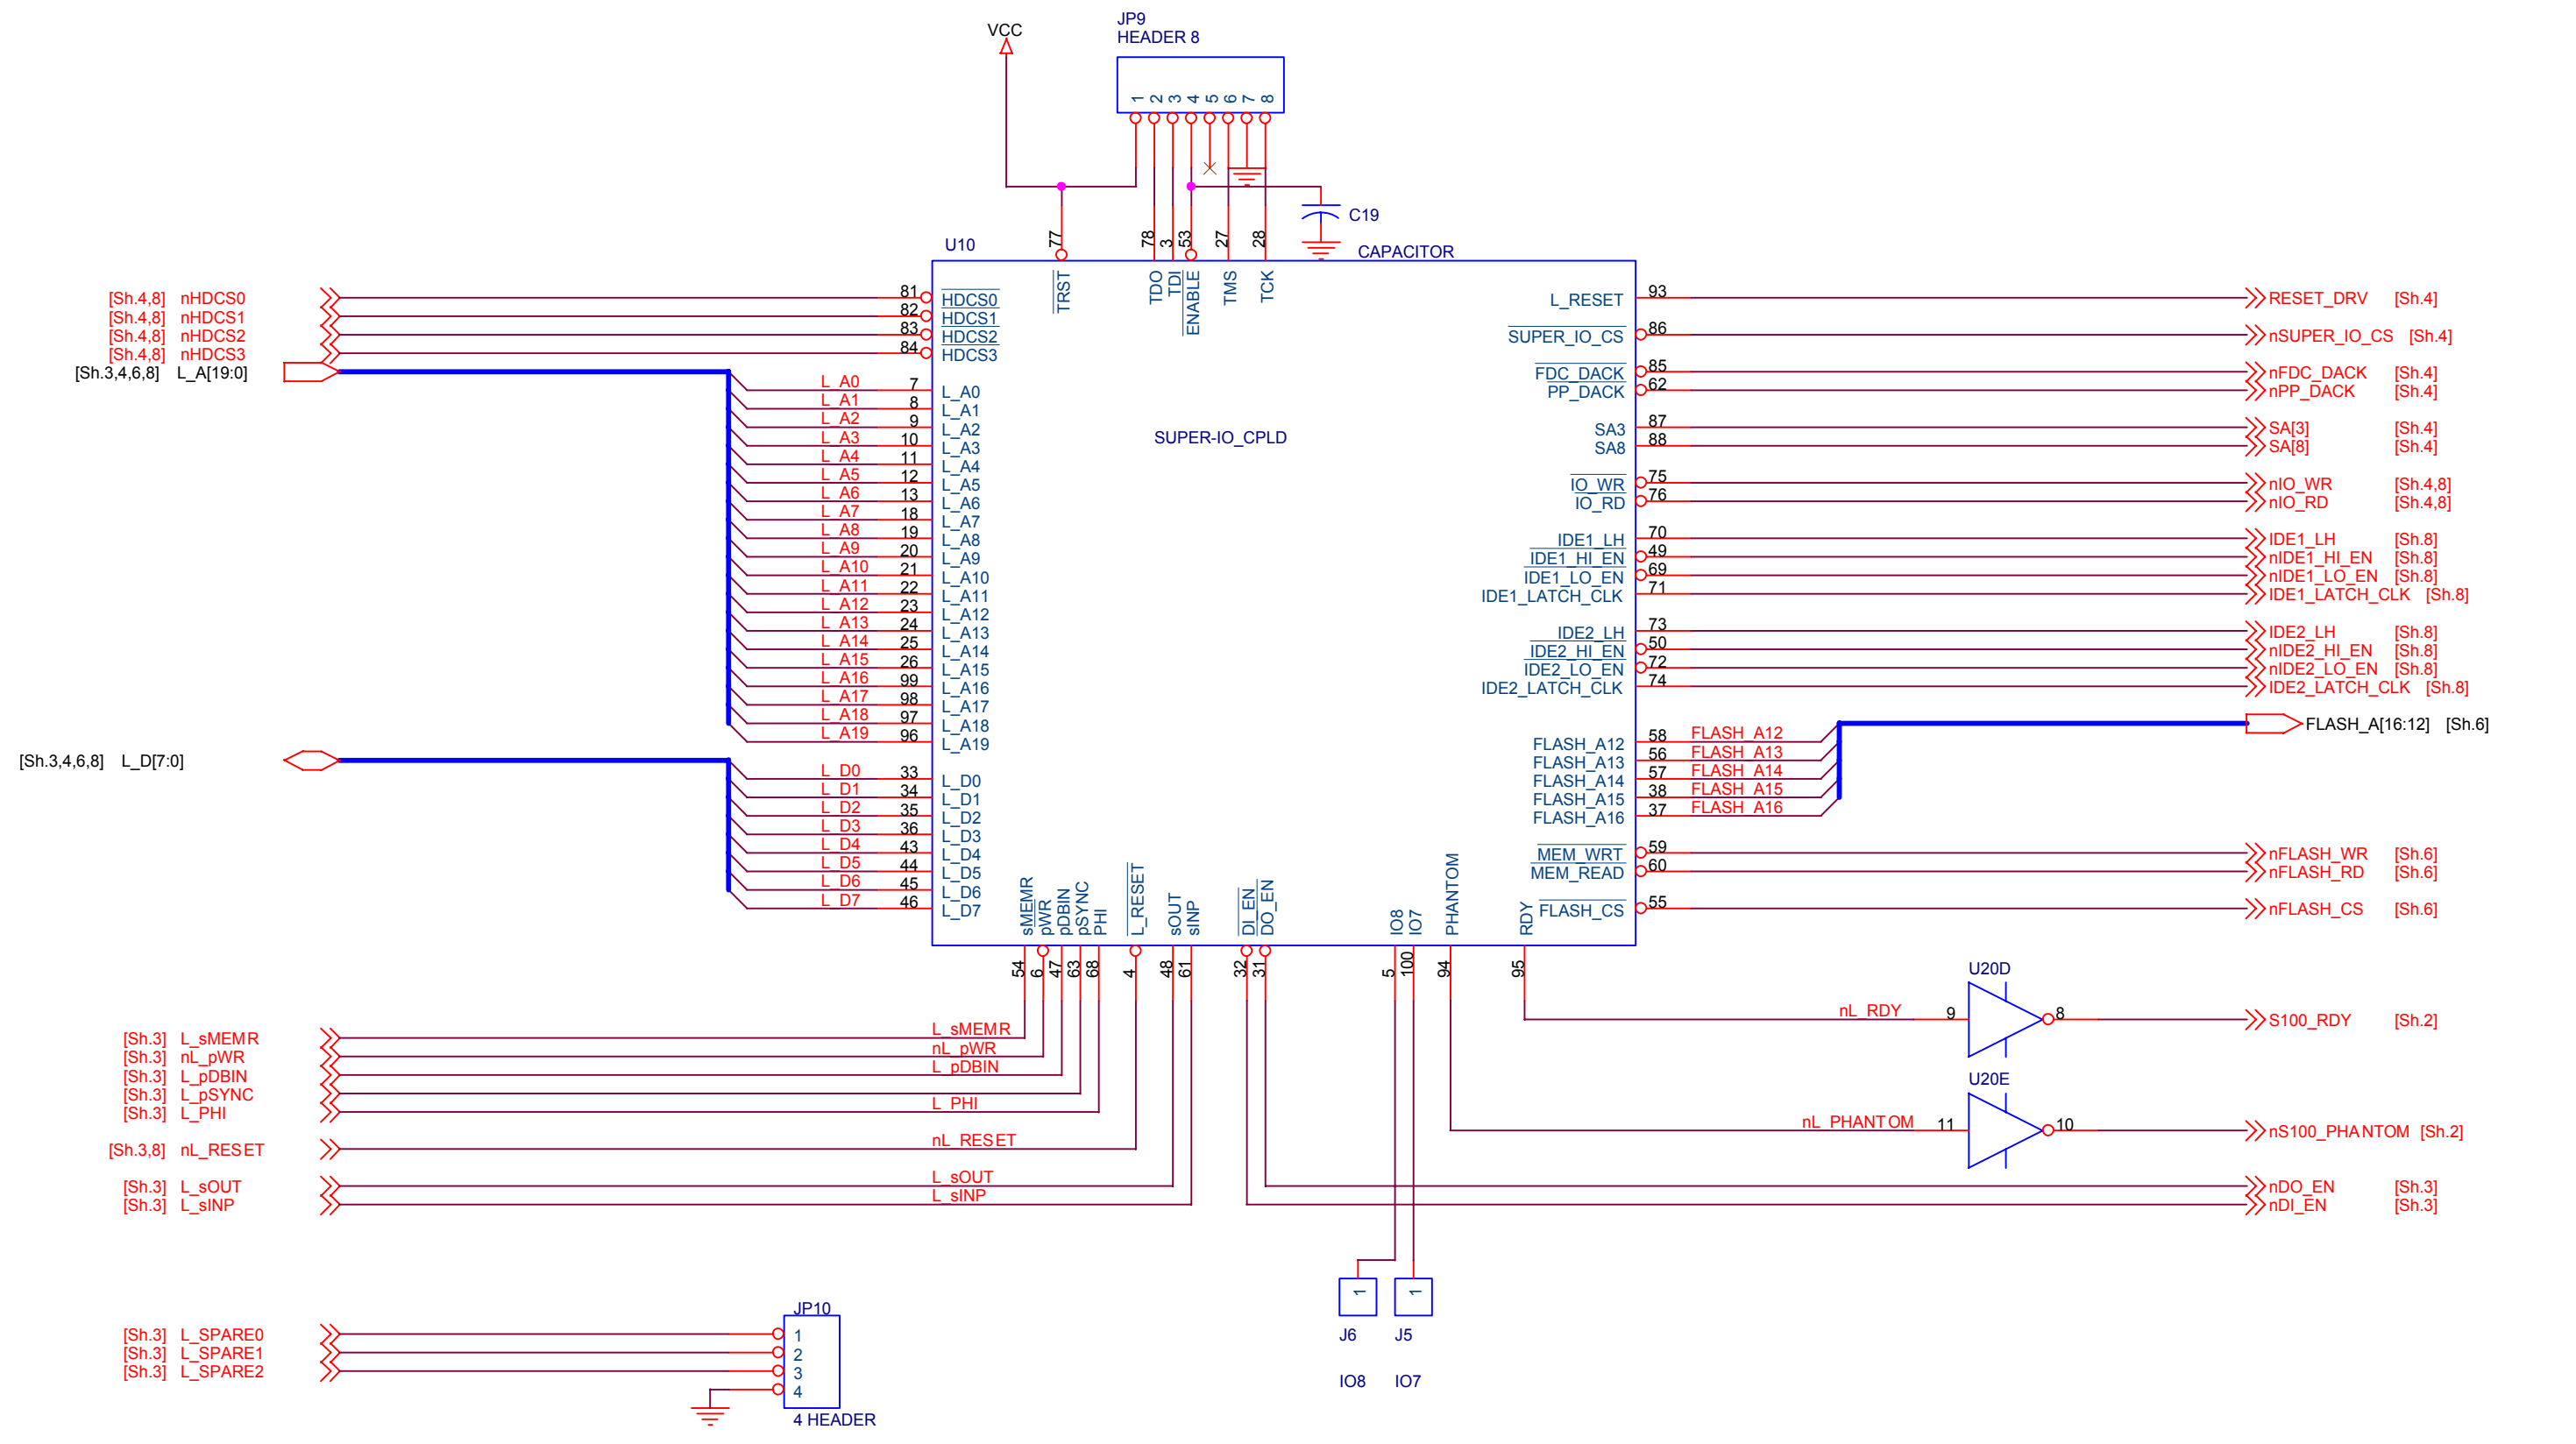 JP9
HEADER 8
VCC
1 2 3 4 5 6 7 8
C19
CAPACITOR
U10
77 78 3 53 27 28
TRST TDO TDI ENABLE TMS TCK
SUPER-IO_CPLD
[Sh.4,8] nHDCS0 81 HDCS0
[Sh.4,8] nHDCS1 82 HDCS1
[Sh.4,8] nHDCS2 83 HDCS2
[Sh.4,8] nHDCS3 84 HDCS3
[Sh.3,4,6,8] L_A[19:0]
L_A0 7 L_A0
L_A1 8 L_A1
L_A2 9 L_A2
L_A3 10 L_A3
L_A4 11 L_A4
L_A5 12 L_A5
L_A6 13 L_A6
L_A7 18 L_A7
L_A8 19 L_A8
L_A9 20 L_A9
L_A10 21 L_A10
L_A11 22 L_A11
L_A12 23 L_A12
L_A13 24 L_A13
L_A14 25 L_A14
L_A15 26 L_A15
L_A16 99 L_A16
L_A17 98 L_A17
L_A18 97 L_A18
L_A19 96 L_A19
[Sh.3,4,6,8] L_D[7:0]
L_D0 33 L_D0
L_D1 34 L_D1
L_D2 35 L_D2
L_D3 36 L_D3
L_D4 43 L_D4
L_D5 44 L_D5
L_D6 45 L_D6
L_D7 46 L_D7
L_RESET 93 RESET_DRV [Sh.4]
SUPER_IO_CS 86 nSUPER_IO_CS [Sh.4]
FDC_DACK 85 nFDC_DACK [Sh.4]
PP_DACK 62 nPP_DACK [Sh.4]
SA3 87 SA[3] [Sh.4]
SA8 88 SA[8] [Sh.4]
IO_WR 75 nIO_WR [Sh.4,8]
IO_RD 76 nIO_RD [Sh.4,8]
IDE1_LH 70 IDE1_LH [Sh.8]
IDE1_HI_EN 49 nIDE1_HI_EN [Sh.8]
IDE1_LO_EN 69 nIDE1_LO_EN [Sh.8]
IDE1_LATCH_CLK 71 IDE1_LATCH_CLK [Sh.8]
IDE2_LH 73 IDE2_LH [Sh.8]
IDE2_HI_EN 50 nIDE2_HI_EN [Sh.8]
IDE2_LO_EN 72 nIDE2_LO_EN [Sh.8]
IDE2_LATCH_CLK 74 IDE2_LATCH_CLK [Sh.8]
FLASH_A[16:12] [Sh.6]
FLASH_A12 58 FLASH_A12
FLASH_A13 56 FLASH_A13
FLASH_A14 57 FLASH_A14
FLASH_A15 38 FLASH_A15
FLASH_A16 37 FLASH_A16
MEM_WRT 59 nFLASH_WR [Sh.6]
MEM_READ 60 nFLASH_RD [Sh.6]
FLASH_CS 55 nFLASH_CS [Sh.6]
sMEMR pWR pDBIN pSYNC PHI L_RESET sOUT sINP DI_EN DO_EN IO8 IO7 PHANTOM RDY
54 6 47 63 68 4 48 61 32 31 5 100 94 95
U20D
nL_RDY 9 8 S100_RDY [Sh.2]
U20E
nL_PHANTOM 11 10 nS100_PHANTOM [Sh.2]
[Sh.3] L_sMEMR L_sMEMR
[Sh.3] nL_pWR nL_pWR
[Sh.3] L_pDBIN L_pDBIN
[Sh.3] L_pSYNC
[Sh.3] L_PHI L_PHI
[Sh.3,8] nL_RESET nL_RESET
[Sh.3] L_sOUT L_sOUT
[Sh.3] L_sINP L_sINP
nDO_EN [Sh.3]
nDI_EN [Sh.3]
1 1
J6 J5
IO8 IO7
JP10
[Sh.3] L_SPARE0 1
[Sh.3] L_SPARE1 2
[Sh.3] L_SPARE2 3
4
4 HEADER